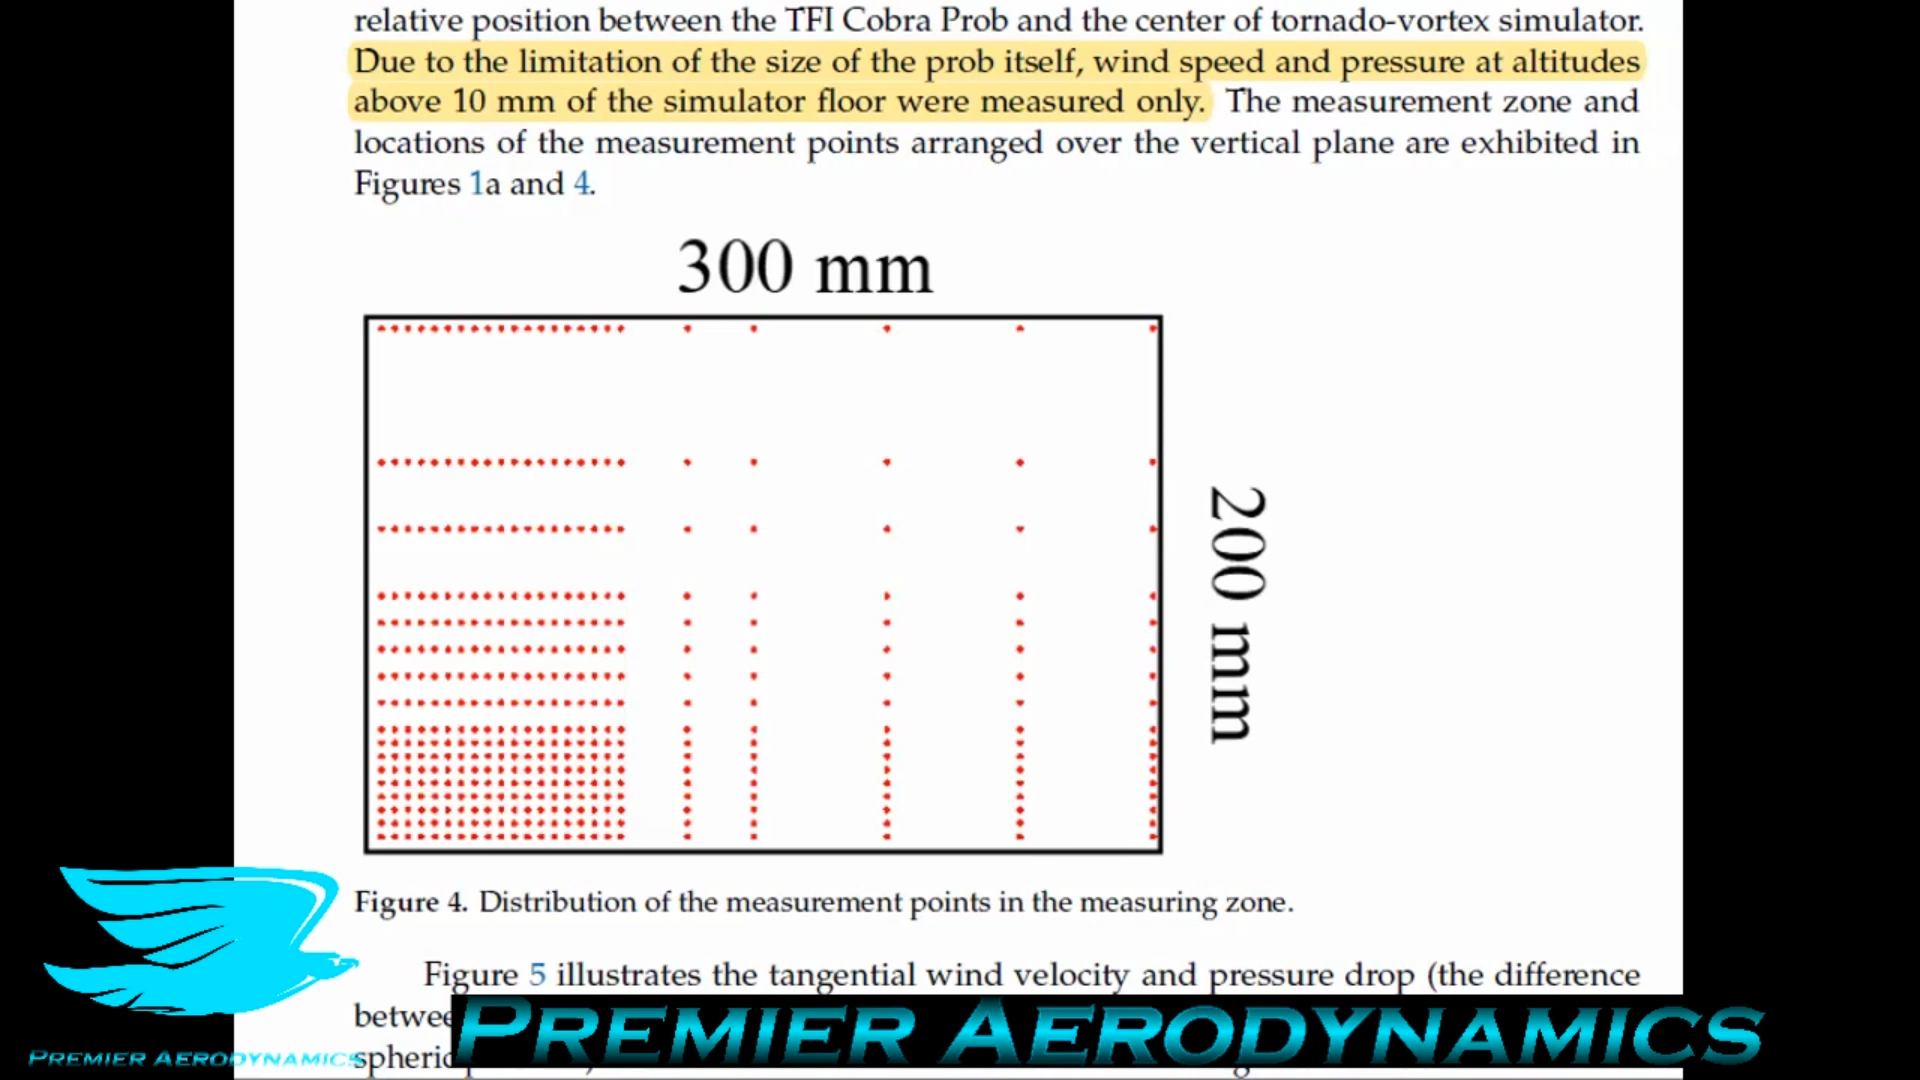 relative position between the TFI Cobra Prob and the center of tornado-vortex simulator.
Due to the limitation of the size of the prob itself, wind speed and pressure at altitudes
above 10 mm of the simulator floor were measured only. The measurement zone and
locations of the measurement points arranged over the vertical plane are exhibited in
Figures 1a and 4.
300 mm
200 mm
Figure 4. Distribution of the measurement points in the measuring zone.
Figure 5 illustrates the tangential wind velocity and pressure drop (the difference
PREMIER AERODYNAMICS
PREMIER AERODYNAMICS